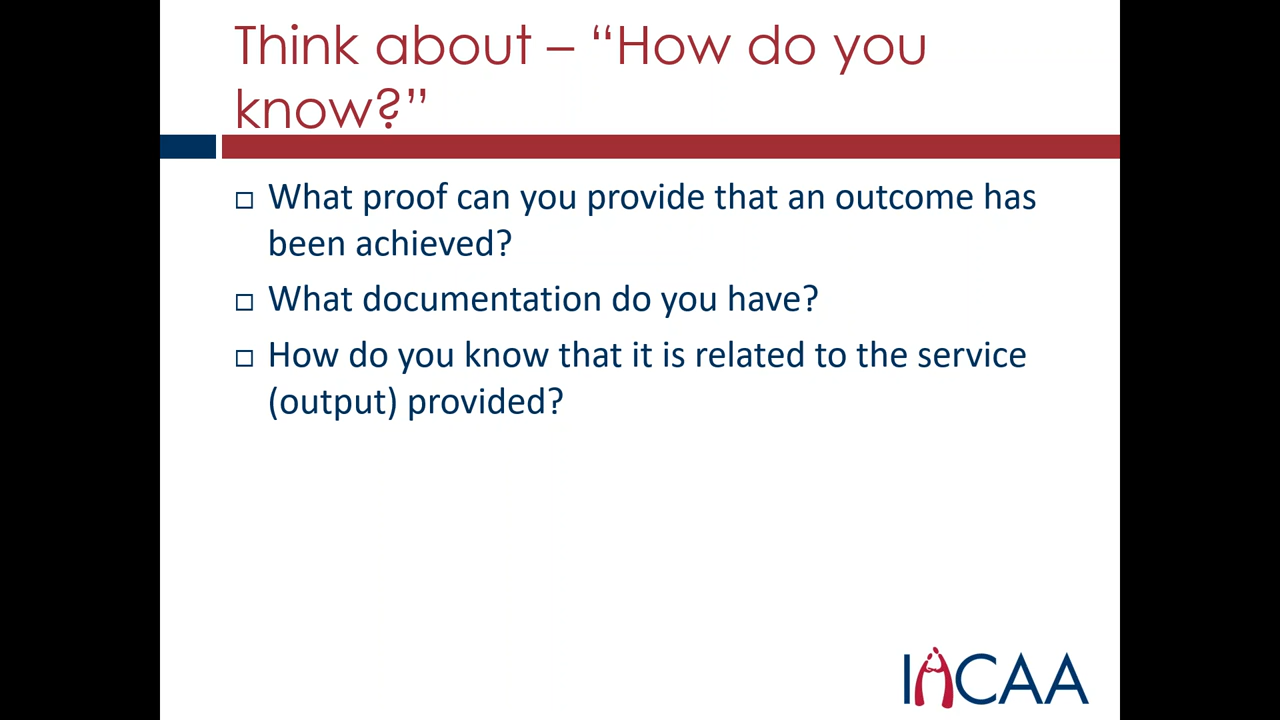 Think about – “How do you
know?”
What proof can you provide that an outcome has
been achieved?
What documentation do you have?
How do you know that it is related to the service
(output) provided?
IACAA